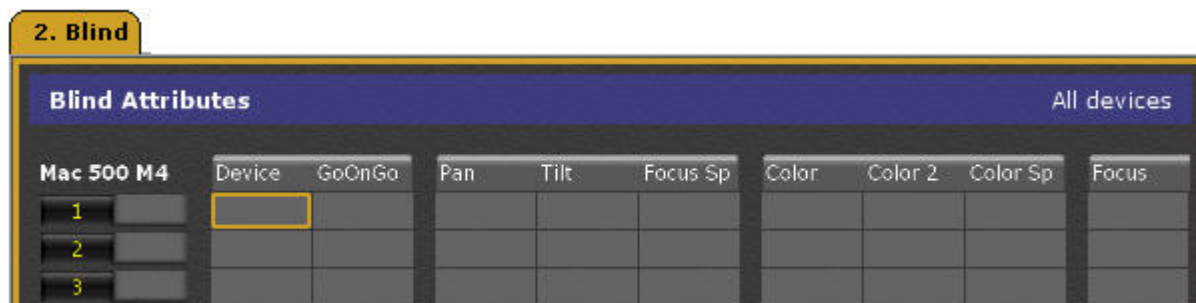 2. Blind
Blind Attributes All devices
Mac 500 M4 Device GoOnGo Pan Tilt Focus Sp Color Color 2 Color Sp Focus
1
2
3